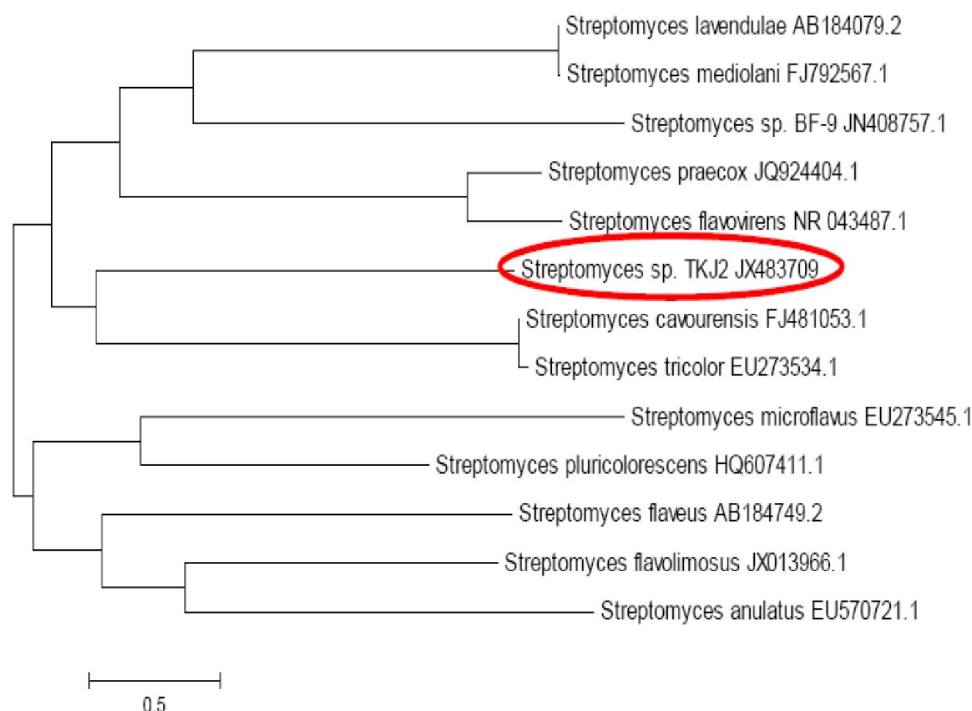 Streptomyces lavendulae AB184079.2
Streptomyces mediolani FJ792567.1
Streptomyces sp. BF-9 JN408757.1
Streptomyces praecox JQ924404.1
Streptomyces flavovirens NR 043487.1
Streptomyces sp. TKJ2 JX483709
Streptomyces cavourensis FJ481053.1
Streptomyces tricolor EU273534.1
Streptomyces microflavus EU273545.1
Streptomyces pluricolorescens HQ607411.1
Streptomyces flaveus AB184749.2
Streptomyces flavolimosus JX013966.1
Streptomyces anulatus EU570721.1
0.5